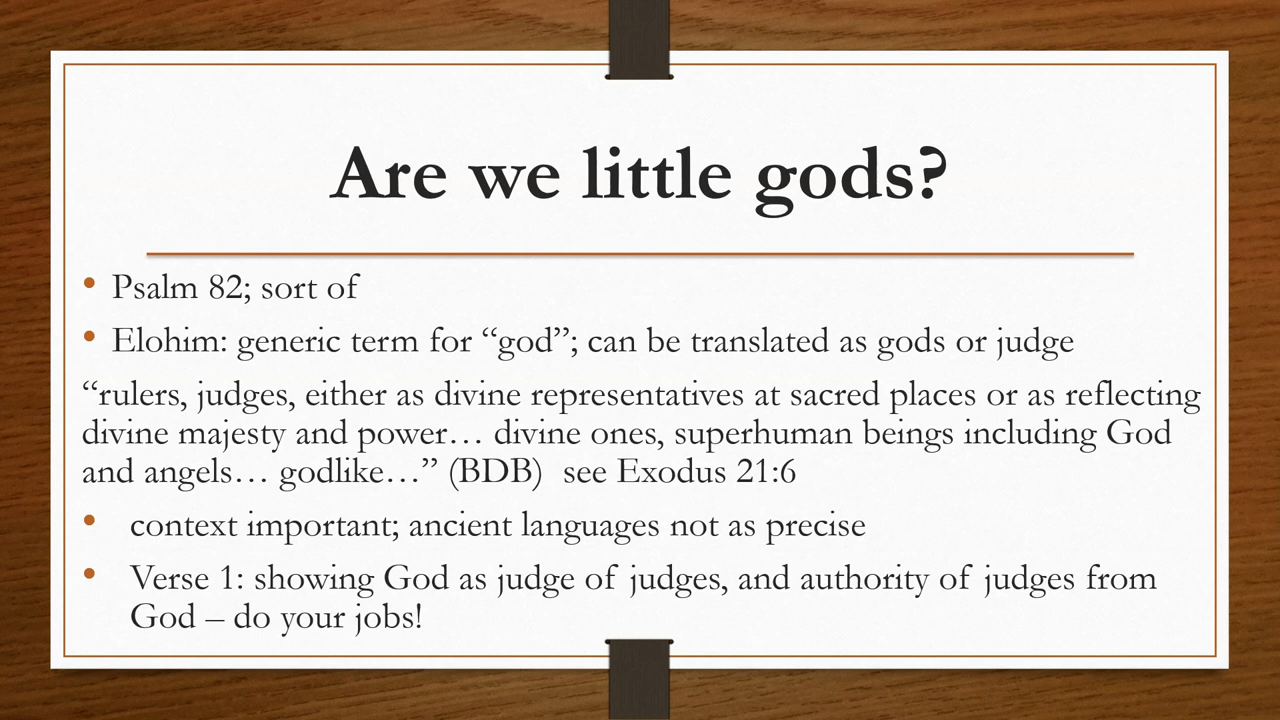 Are we little gods?
• Psalm 82; sort of
• Elohim: generic term for “god”; can be translated as gods or judge
“rulers, judges, either as divine representatives at sacred places or as reflecting
divine majesty and power… divine ones, superhuman beings including God
and angels… godlike…” (BDB)  see Exodus 21:6
• context important; ancient languages not as precise
• Verse 1: showing God as judge of judges, and authority of judges from
God – do your jobs!